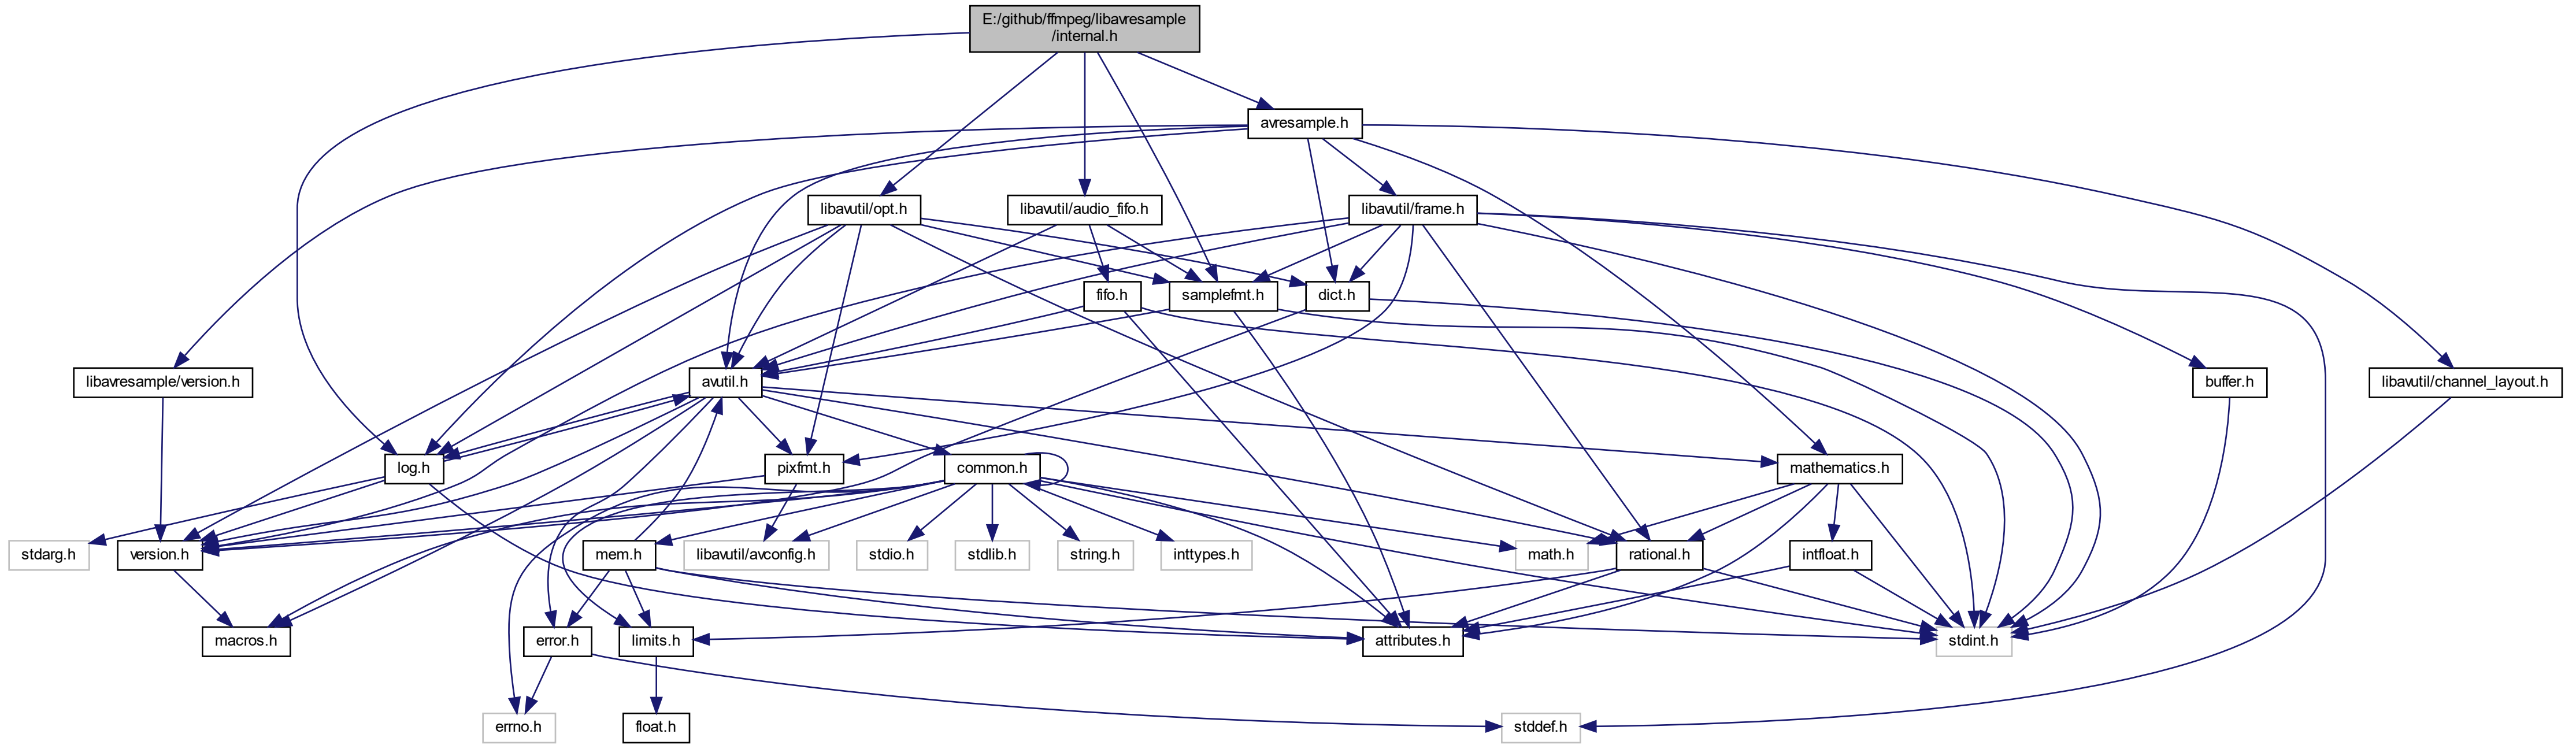 E:/github/ffmpeg/libavresample
/internal.h
avresample.h
libavutil/opt.h
libavutil/audio_fifo.h
libavutil/frame.h
fifo.h
samplefmt.h
dict.h
libavresample/version.h
avutil.h
buffer.h
libavutil/channel_layout.h
log.h
pixfmt.h
common.h
mathematics.h
stdarg.h
version.h
mem.h
libavutil/avconfig.h
stdio.h
stdlib.h
string.h
inttypes.h
math.h
rational.h
intfloat.h
macros.h
error.h
limits.h
attributes.h
stdint.h
errno.h
float.h
stddef.h